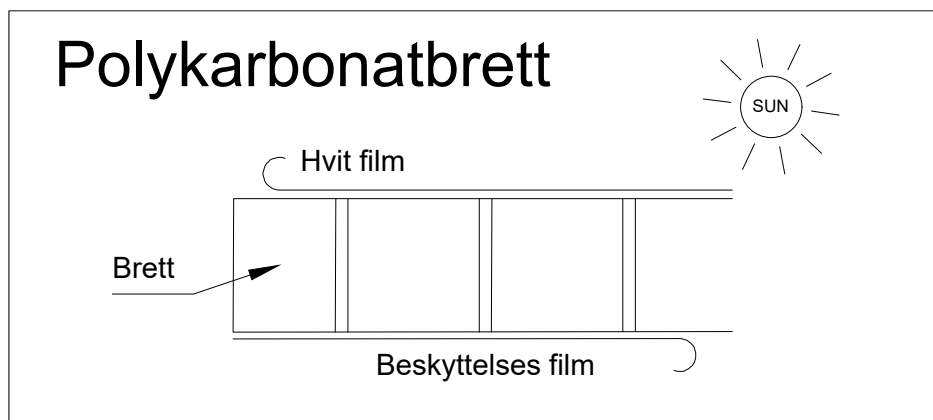 Polykarbonatbrett
SUN
Hvit film
Brett
Beskyttelses film